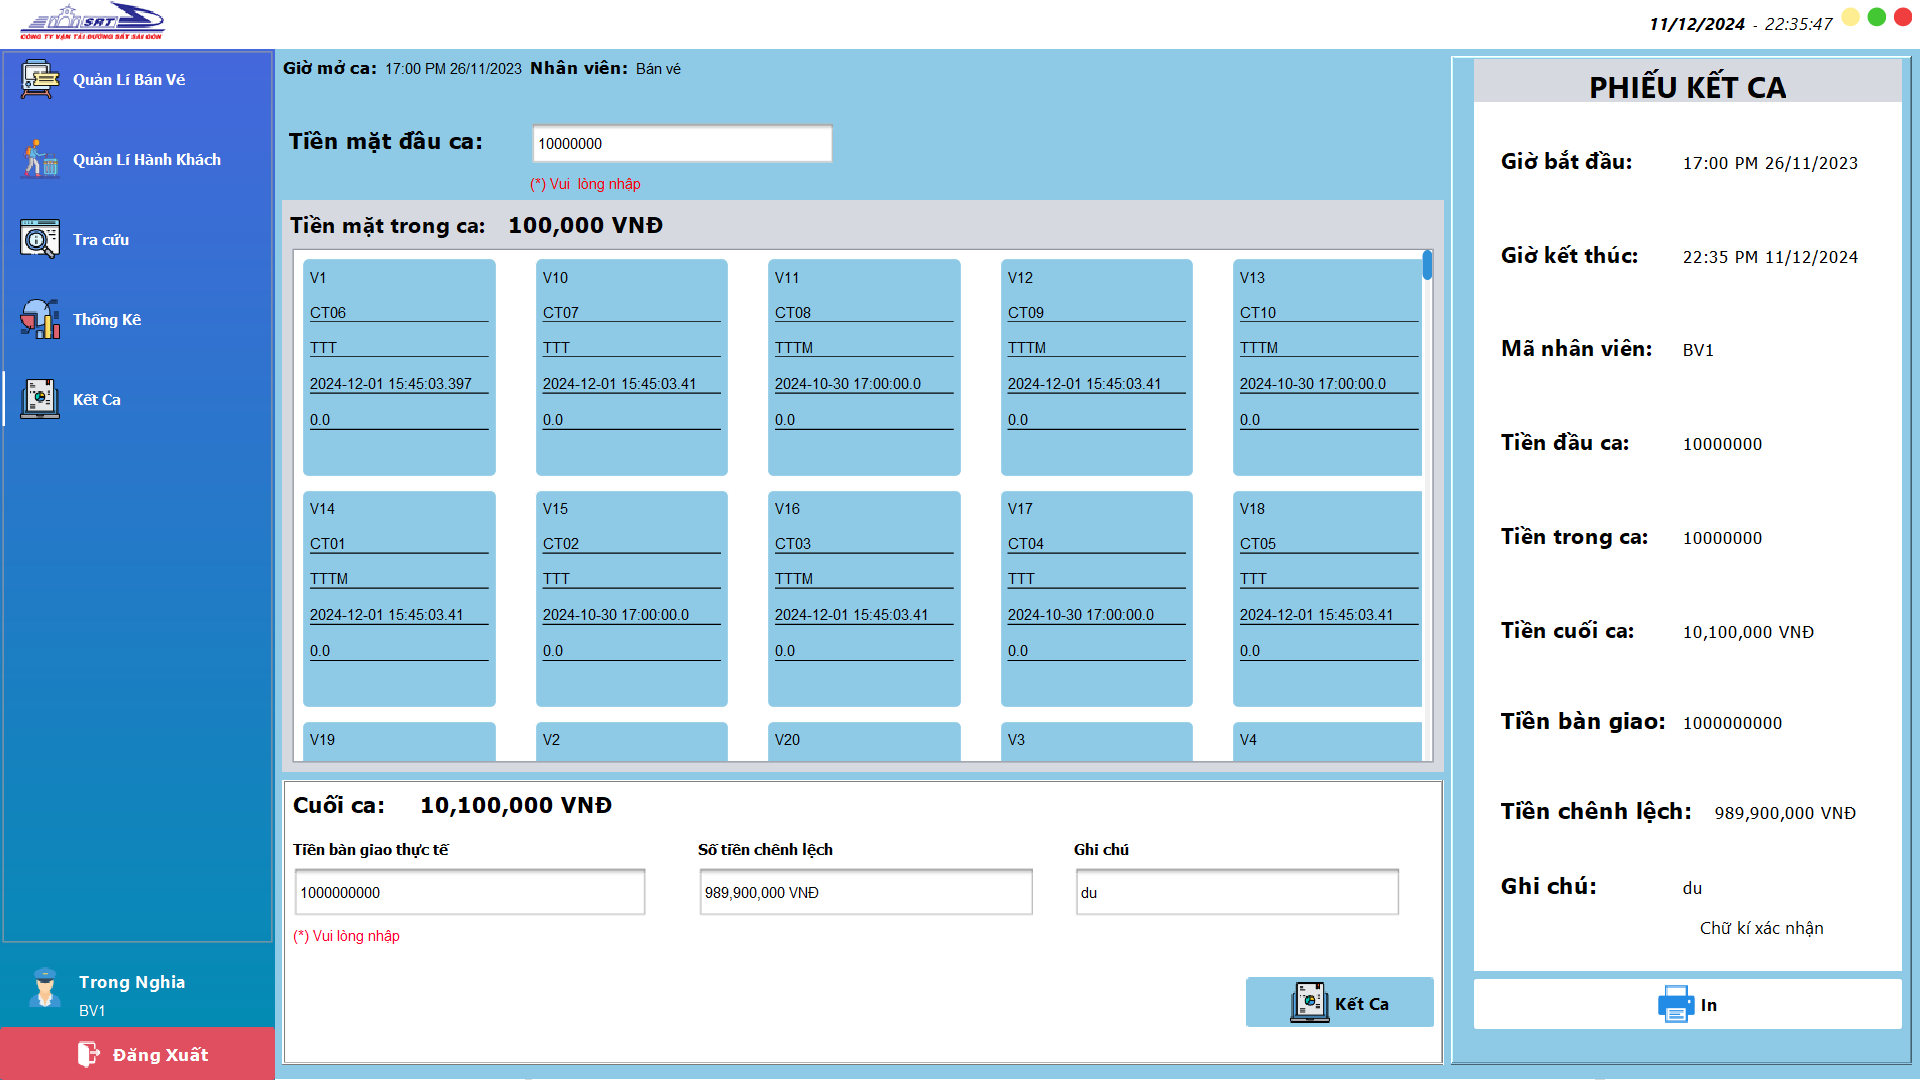 SRT
CÔNG TY VẬN TẢI ĐƯỜNG SẮT SÀI GÒN
11/12/2024 - 22:35:47
Quản Lí Bán Vé
Quản Lí Hành Khách
Tra cứu
Thống Kê
Kết Ca
Trong Nghia
BV1
Đăng Xuất
Giờ mở ca: 17:00 PM 26/11/2023 Nhân viên: Bán vé
Tiền mặt đầu ca: 10000000
(*) Vui lòng nhập
Tiền mặt trong ca: 100,000 VNĐ
V1
CT06
TTT
2024-12-01 15:45:03.397
0.0
V10
CT07
TTT
2024-12-01 15:45:03.41
0.0
V11
CT08
TTTM
2024-10-30 17:00:00.0
0.0
V12
CT09
TTTM
2024-12-01 15:45:03.41
0.0
V13
CT10
TTTM
2024-10-30 17:00:00.0
0.0
V14
CT01
TTTM
2024-12-01 15:45:03.41
0.0
V15
CT02
TTT
2024-10-30 17:00:00.0
0.0
V16
CT03
TTTM
2024-12-01 15:45:03.41
0.0
V17
CT04
TTT
2024-10-30 17:00:00.0
0.0
V18
CT05
TTT
2024-12-01 15:45:03.41
0.0
V19
V2
V20
V3
V4
Cuối ca: 10,100,000 VNĐ
Tiền bàn giao thực tế
1000000000
(*) Vui lòng nhập
Số tiền chênh lệch
989,900,000 VNĐ
Ghi chú
du
Kết Ca
PHIẾU KẾT CA
Giờ bắt đầu: 17:00 PM 26/11/2023
Giờ kết thúc: 22:35 PM 11/12/2024
Mã nhân viên: BV1
Tiền đầu ca: 10000000
Tiền trong ca: 10000000
Tiền cuối ca: 10,100,000 VNĐ
Tiền bàn giao: 1000000000
Tiền chênh lệch: 989,900,000 VNĐ
Ghi chú: du
Chữ kí xác nhận
In